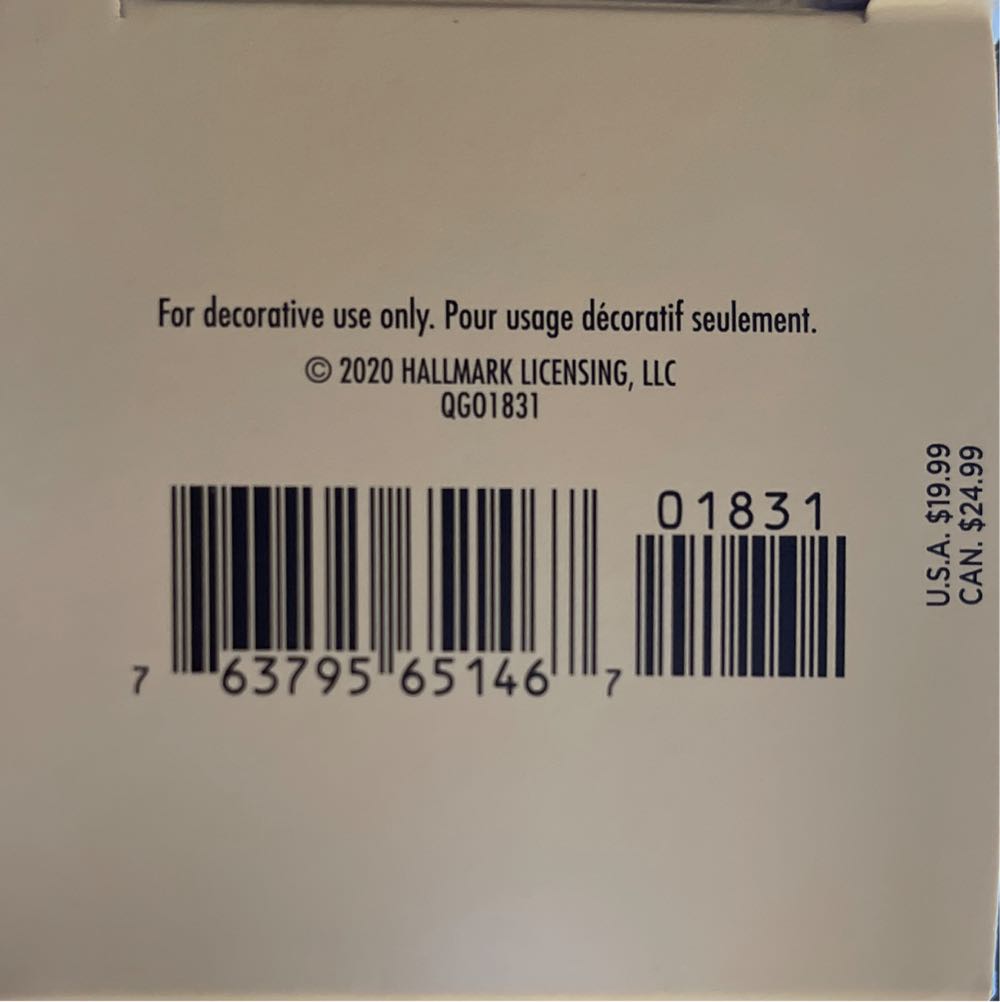 For decorative use only. Pour usage décoratif seulement.
© 2020 HALLMARK LICENSING, LLC
QGO1831
01831
7 63795 65146 7
U.S.A. $19.99
CAN. $24.99